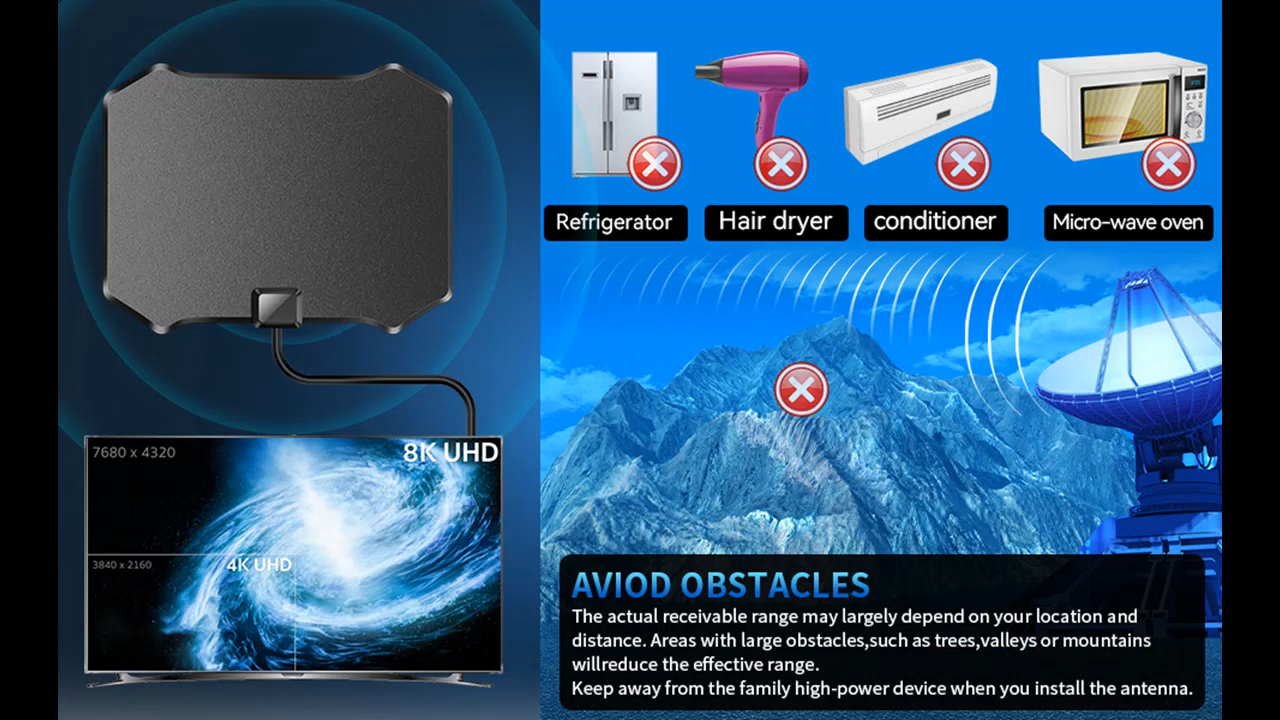 7680 x 4320
8K UHD
3840 x 2160
4K UHD
Refrigerator
Hair dryer
conditioner
Micro-wave oven
AVIOD OBSTACLES
The actual receivable range may largely depend on your location and
distance. Areas with large obstacles,such as trees,valleys or mountains
willreduce the effective range.
Keep away from the family high-power device when you install the antenna.